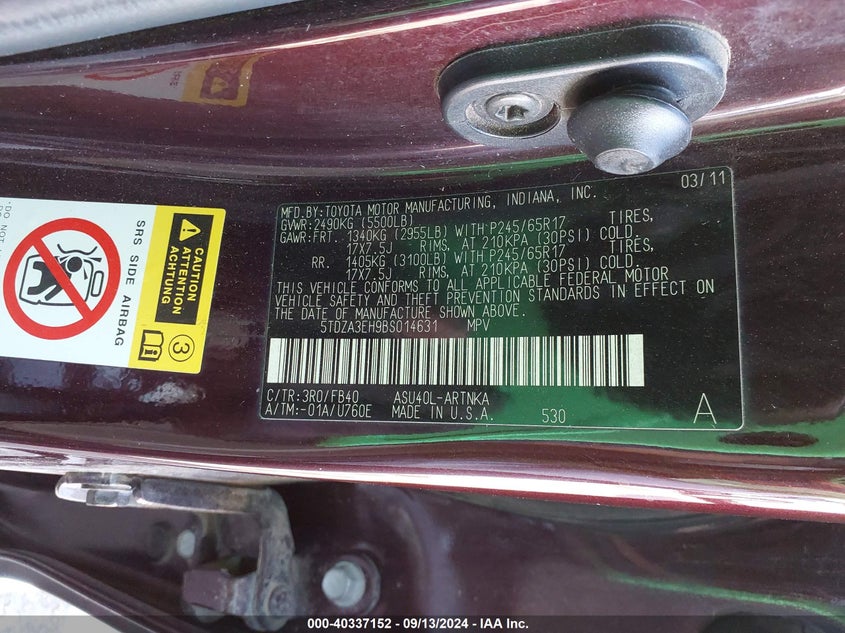 MFD.BY:TOYOTA MOTOR MANUFACTURING, INDIANA, INC. 03/11
GVWR:2490KG (5500LB)
GAWR:FRT. 1340KG (2955LB) WITH P245/65R17 TIRES,
17X7.5J RIMS, AT 210KPA (30PSI) COLD.
RR. 1405KG (3100LB) WITH P245/65R17 TIRES,
17X7.5J RIMS, AT 210KPA (30PSI) COLD.
THIS VEHICLE CONFORMS TO ALL APPLICABLE FEDERAL MOTOR
VEHICLE SAFETY AND THEFT PREVENTION STANDARDS IN EFFECT ON
THE DATE OF MANUFACTURE SHOWN ABOVE.
5TDZA3EH9BS014631 MPV
C/TR:3R0/FB40 ASU40L-ARTNKA
A/TM:-01A/U760E MADE IN U.S.A. 530 A
CAUTION
ATTENTION
ACHTUNG
3
SRS SIDE AIRBAG
000-40337152 - 09/13/2024 - IAA Inc.